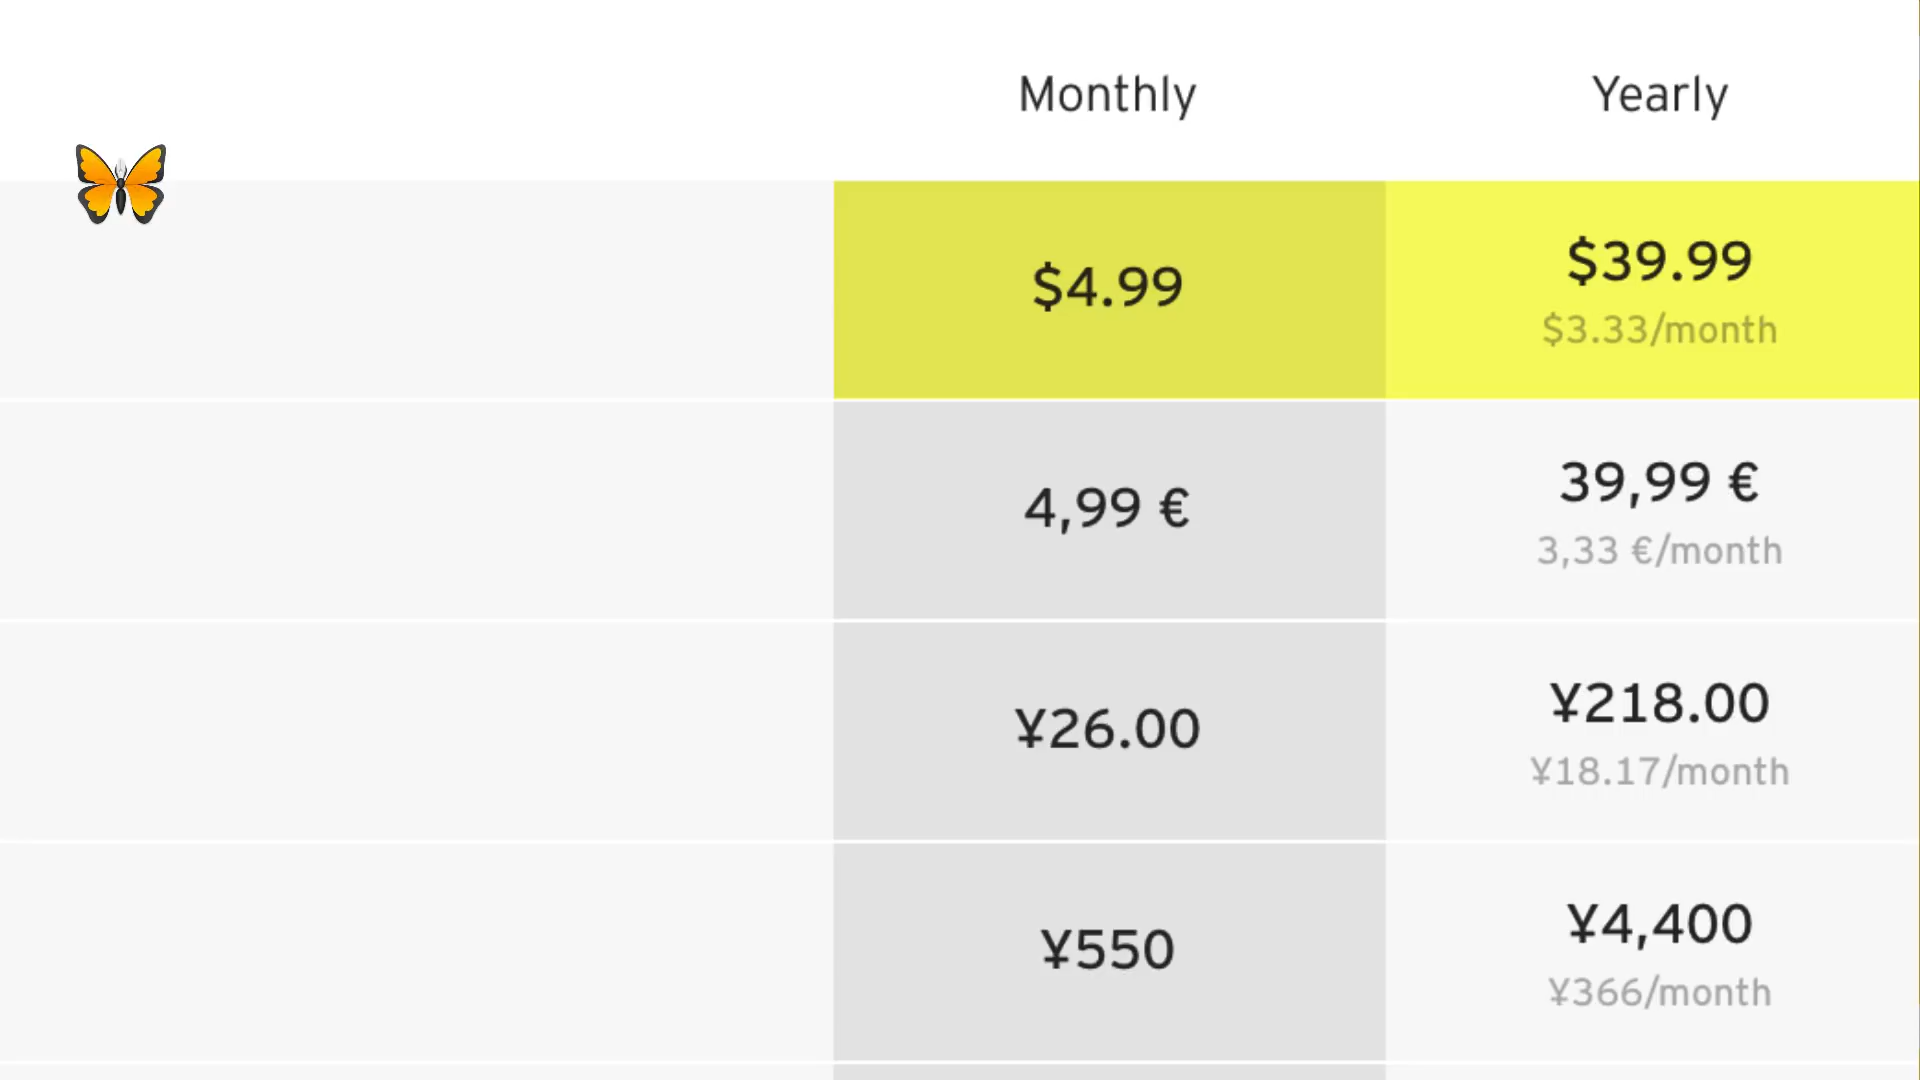 Monthly Yearly
$4.99 $39.99
$3.33/month
4,99 € 39,99 €
3,33 €/month
¥26.00 ¥218.00
¥18.17/month
¥550 ¥4,400
¥366/month